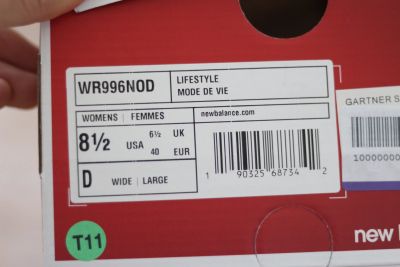 WR996NOD
LIFESTYLE
MODE DE VIE
WOMENS | FEMMES
newbalance.com
8½ USA 6½ UK
40 EUR
D WIDE | LARGE
1 90325 68734 2
GARTNER S
10000000
T11
new